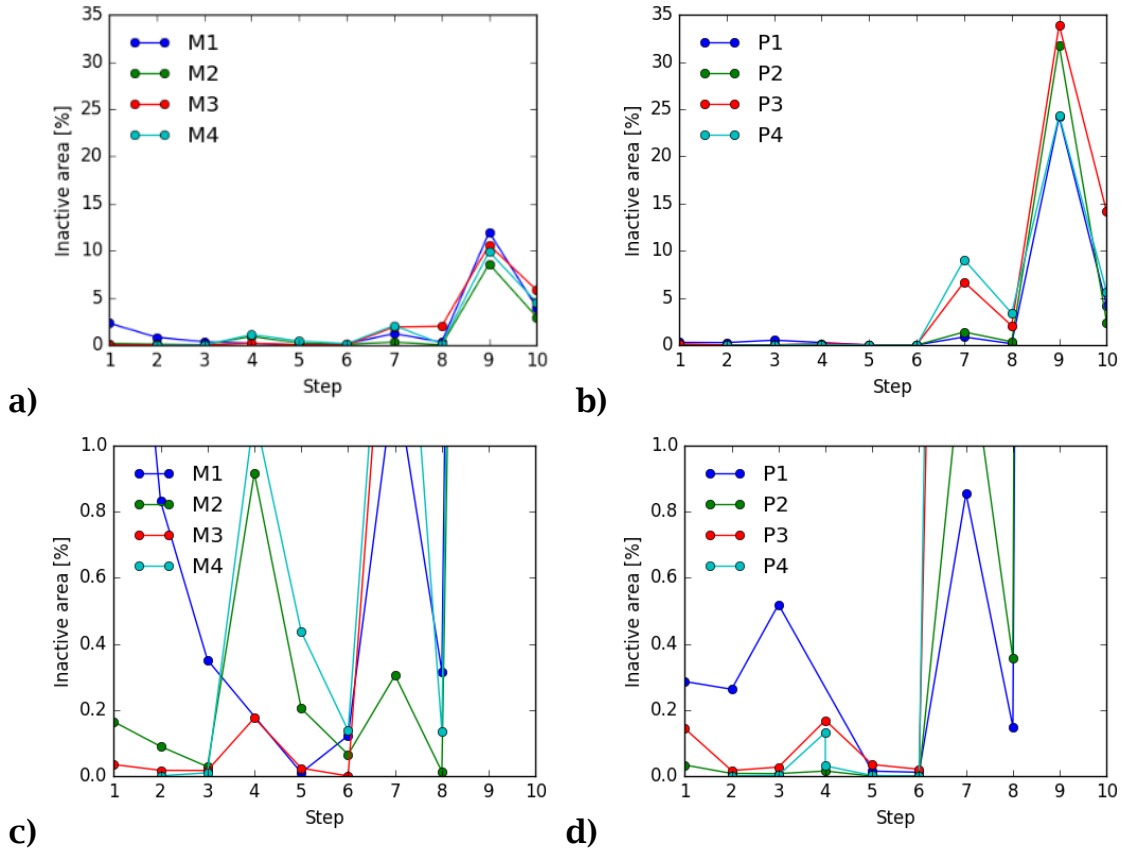 35
30
25
20
15
10
5
0
Inactive area [%]
M1
M2
M3
M4
1 2 3 4 5 6 7 8 9 10
Step
a)
35
30
25
20
15
10
5
0
Inactive area [%]
P1
P2
P3
P4
1 2 3 4 5 6 7 8 9 10
Step
b)
1.0
0.8
0.6
0.4
0.2
0.0
Inactive area [%]
M1
M2
M3
M4
1 2 3 4 5 6 7 8 9 10
Step
c)
1.0
0.8
0.6
0.4
0.2
0.0
Inactive area [%]
P1
P2
P3
P4
1 2 3 4 5 6 7 8 9 10
Step
d)